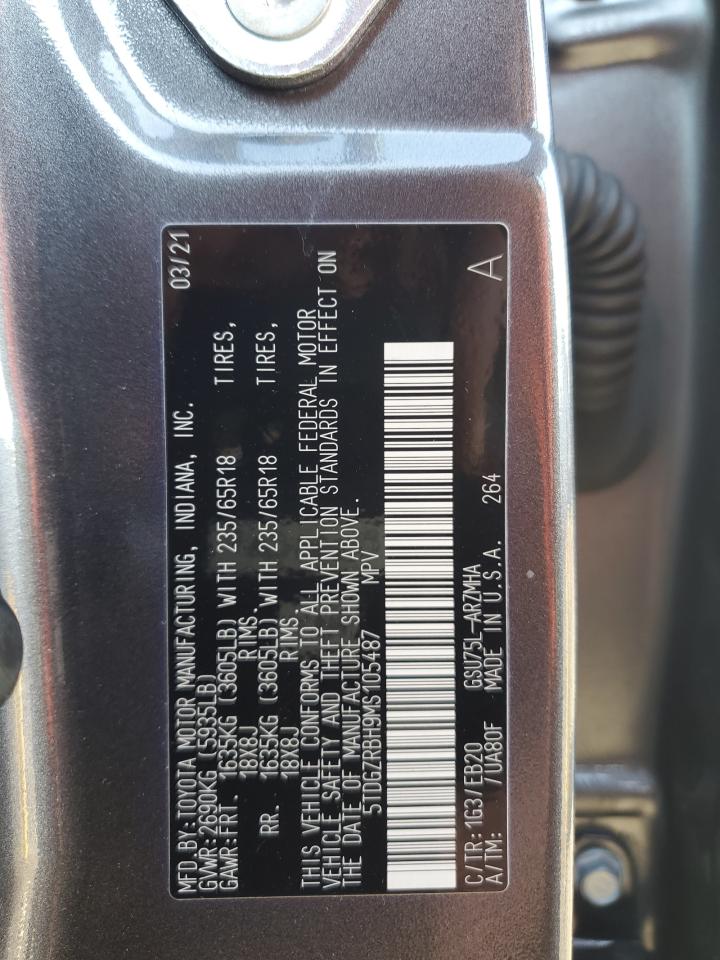 MFD. BY: TOYOTA MOTOR MANUFACTURING, INDIANA, INC. 03/21
GVWR: 2690KG (5935LB)
GAWR: FRT. 1635KG (3605LB) WITH 235/65R18 TIRES,
18X8J RIMS.
RR. 1635KG (3605LB) WITH 235/65R18 TIRES,
18X8J RIMS.
THIS VEHICLE CONFORMS TO ALL APPLICABLE FEDERAL MOTOR
VEHICLE SAFETY AND THEFT PREVENTION STANDARDS IN EFFECT ON
THE DATE OF MANUFACTURE SHOWN ABOVE.
5TDGZRBH9MS105487 MPV
C/TR: 1G3/EB20 GSU75L-ARZMHA
A/TM: /UA80F MADE IN U.S.A. 264 A